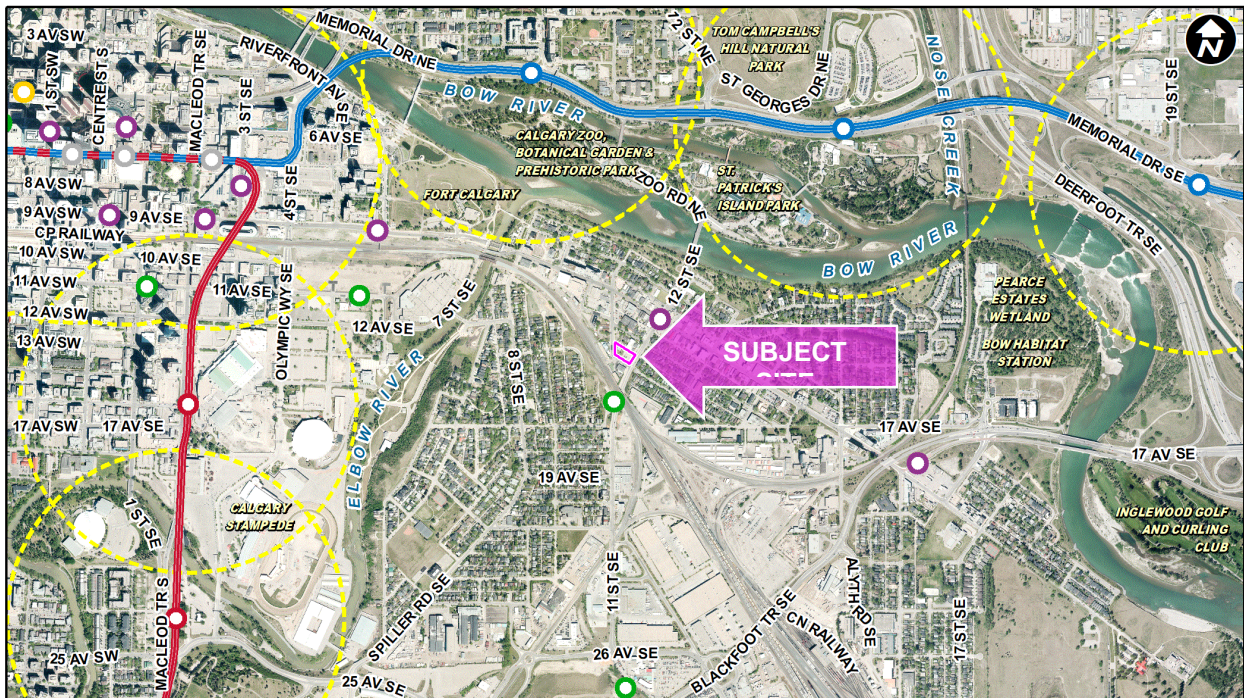 3 AV SW
1 ST SW
CENTRE ST S
MACLEOD TR SE
3 ST SE
RIVERFRONT AV SE
MEMORIAL DR NE
6 AV SE
4 ST SE
BOW RIVER
12 ST NE
TOM CAMPBELL'S
HILL NATURAL
PARK
ST GEORGES DR NE
NOSE CREEK
19 ST SE
N
MEMORIAL DR SE
DEERFOOT TR SE
CALGARY ZOO,
BOTANICAL GARDEN &
PREHISTORIC PARK
ZOO RD NE
ST.
PATRICK'S
ISLAND PARK
FORT CALGARY
8 AV SW
9 AV SW
9 AV SE
CP RAILWAY
10 AV SW
10 AV SE
11 AV SW
11 AV SE
12 AV SW
12 AV SE
13 AV SW
OLYMPIC WY SE
7 ST SE
12 ST SE
BOW RIVER
PEARCE
ESTATES
WETLAND
BOW HABITAT
STATION
SUBJECT
8 ST SE
ELBOW RIVER
17 AV SW
17 AV SE
17 AV SE
17 AV SE
19 AV SE
CALGARY
STAMPEDE
1 ST SE
INGLEWOOD GOLF
AND CURLING
CLUB
MACLEOD TR S
SPILLER RD SE
11 ST SE
ALYTH RD SE
17 ST SE
25 AV SW
25 AV SE
26 AV SE
BLACKFOOT TR SE
CN RAILWAY